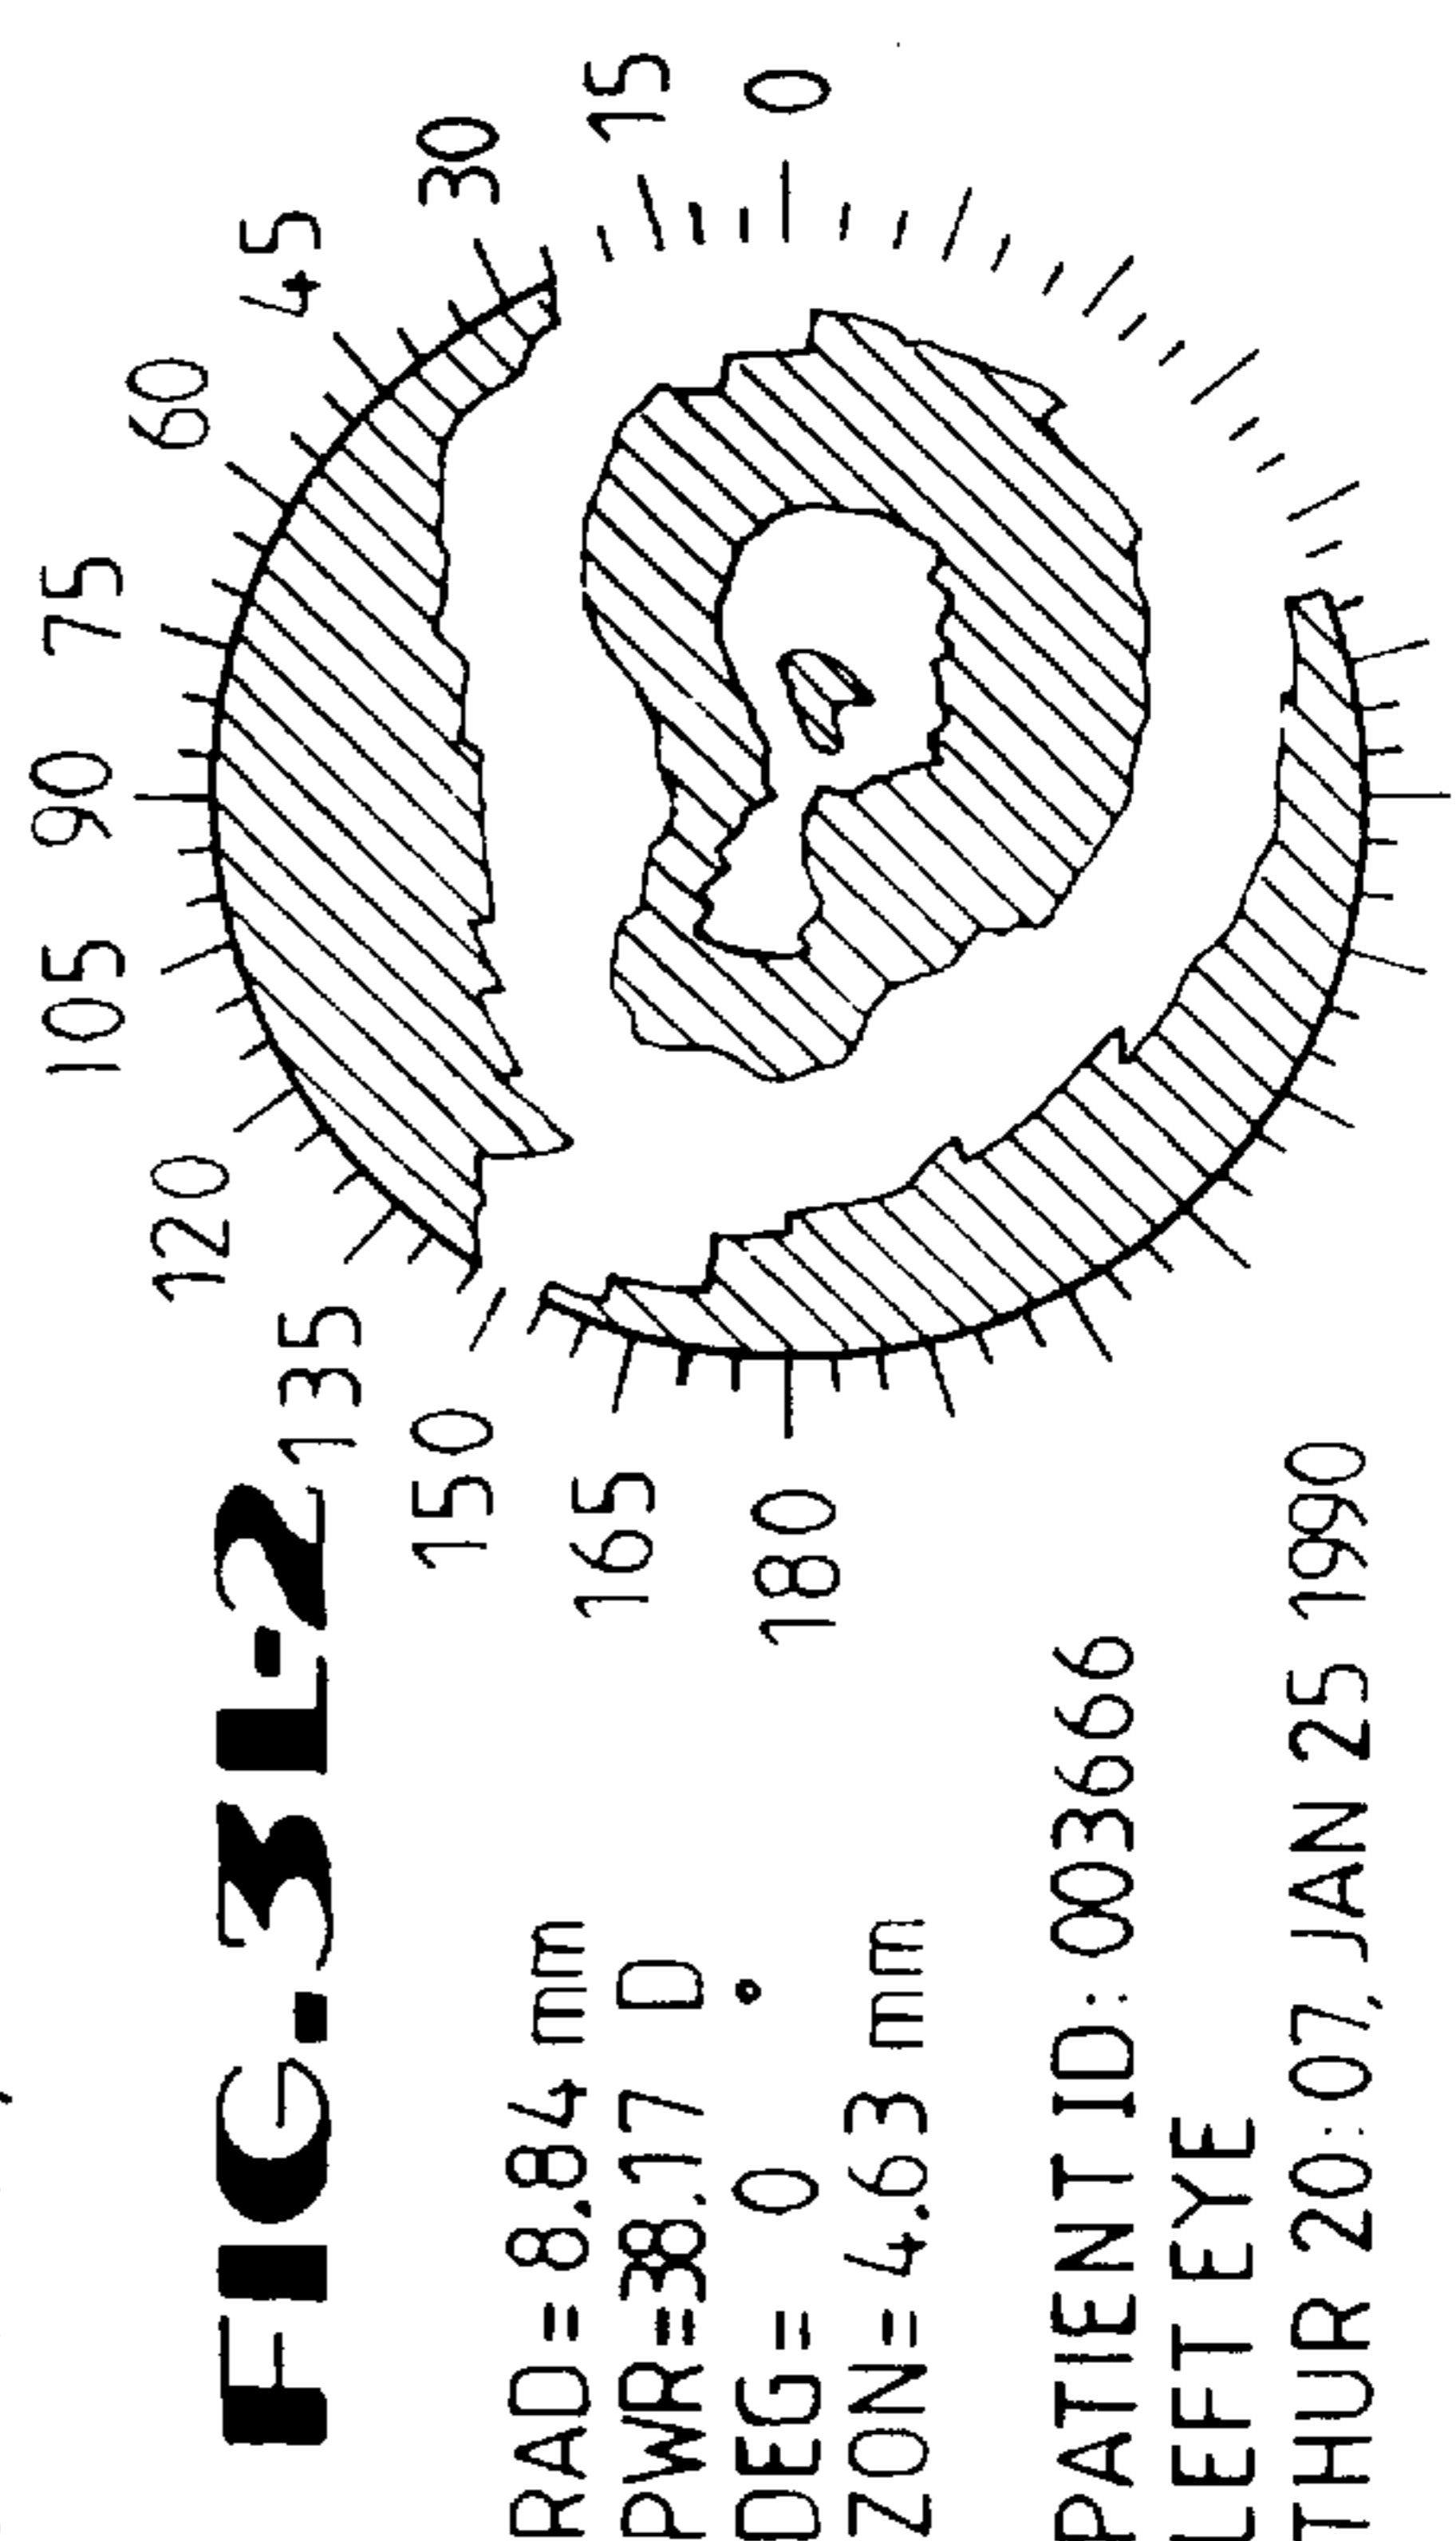 FIG. 3L-2
RAD = 8.84 mm
PWR=38.17 D
DEG= 0 °
ZON= 4.63 mm
PATIENT ID: 003666
LEFT EYE
THUR 20:07, JAN 25 1990
180
165
150
135
120
105
90
75
60
45
30
15
0